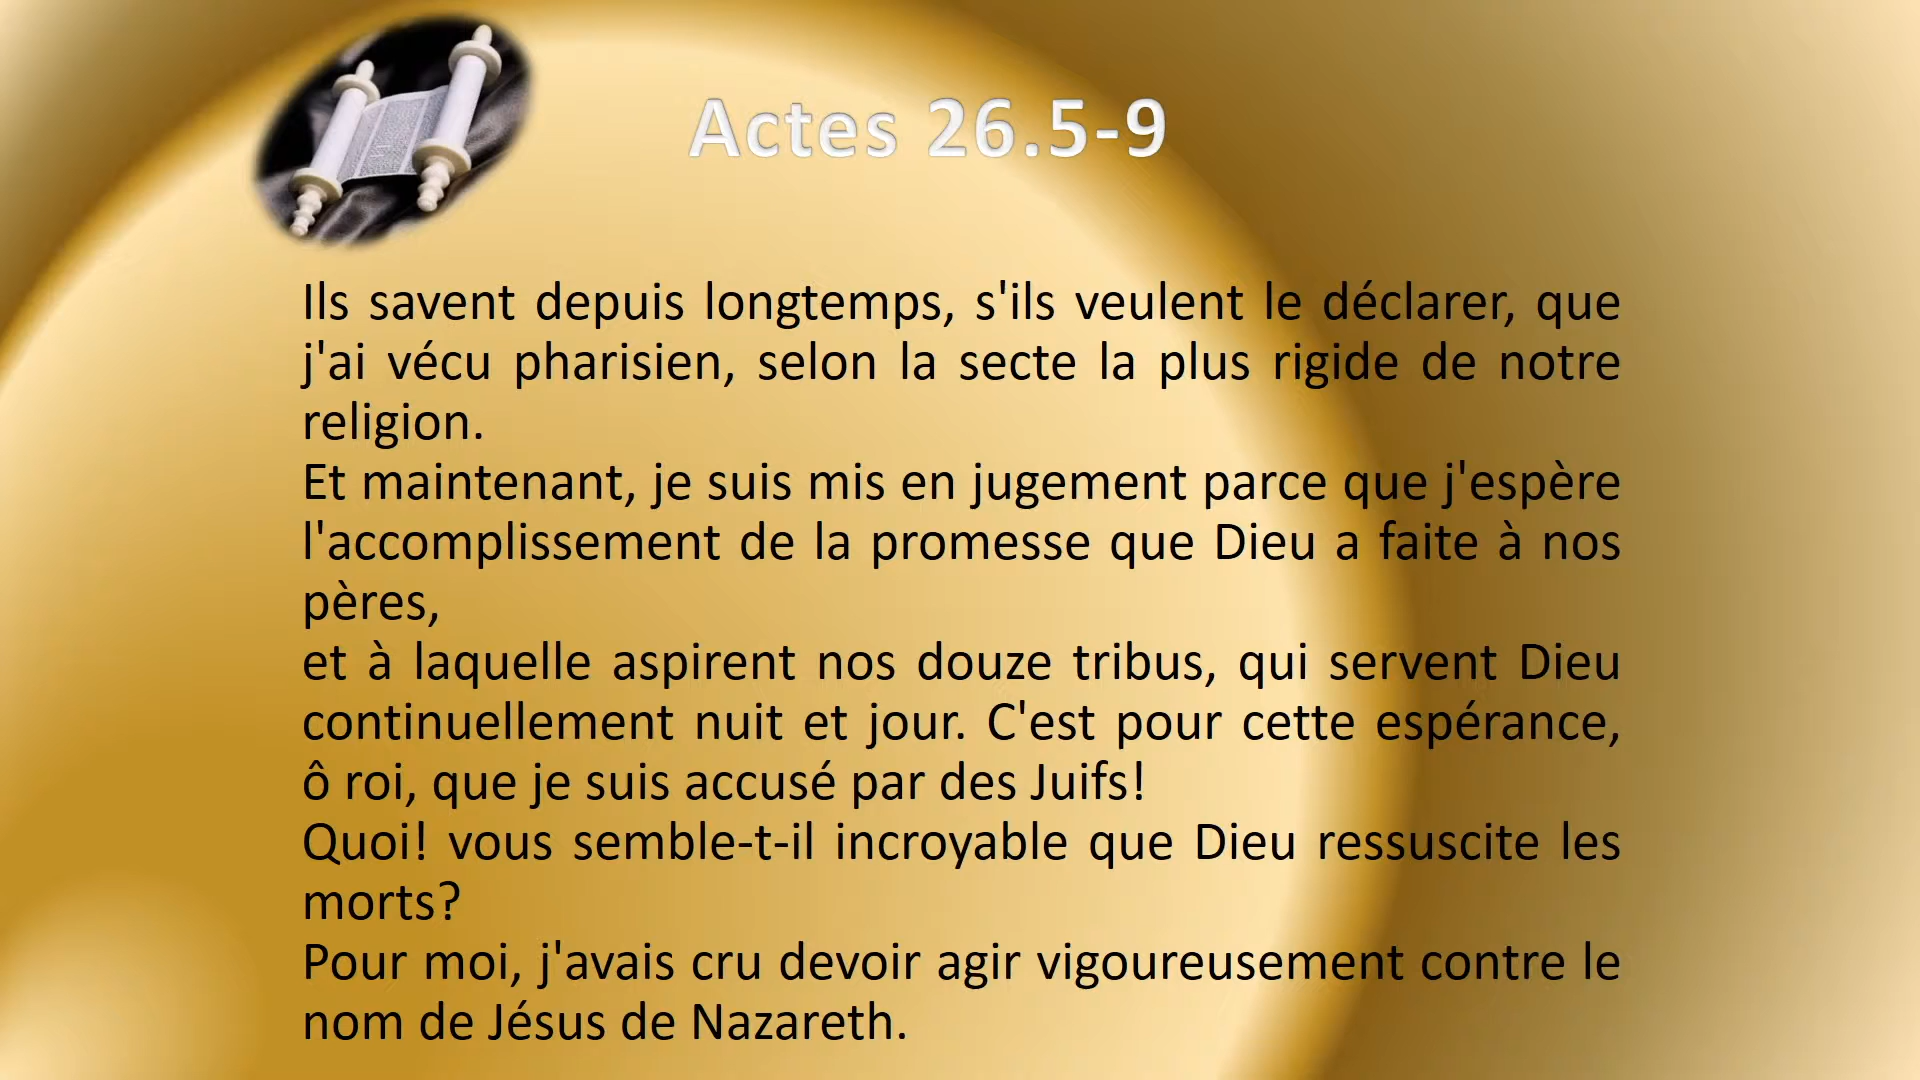 Actes 26.5-9
Ils savent depuis longtemps, s'ils veulent le déclarer, que
j'ai vécu pharisien, selon la secte la plus rigide de notre
religion.
Et maintenant, je suis mis en jugement parce que j'espère
l'accomplissement de la promesse que Dieu a faite à nos
pères,
et à laquelle aspirent nos douze tribus, qui servent Dieu
continuellement nuit et jour. C'est pour cette espérance,
ô roi, que je suis accusé par des Juifs!
Quoi! vous semble-t-il incroyable que Dieu ressuscite les
morts?
Pour moi, j'avais cru devoir agir vigoureusement contre le
nom de Jésus de Nazareth.